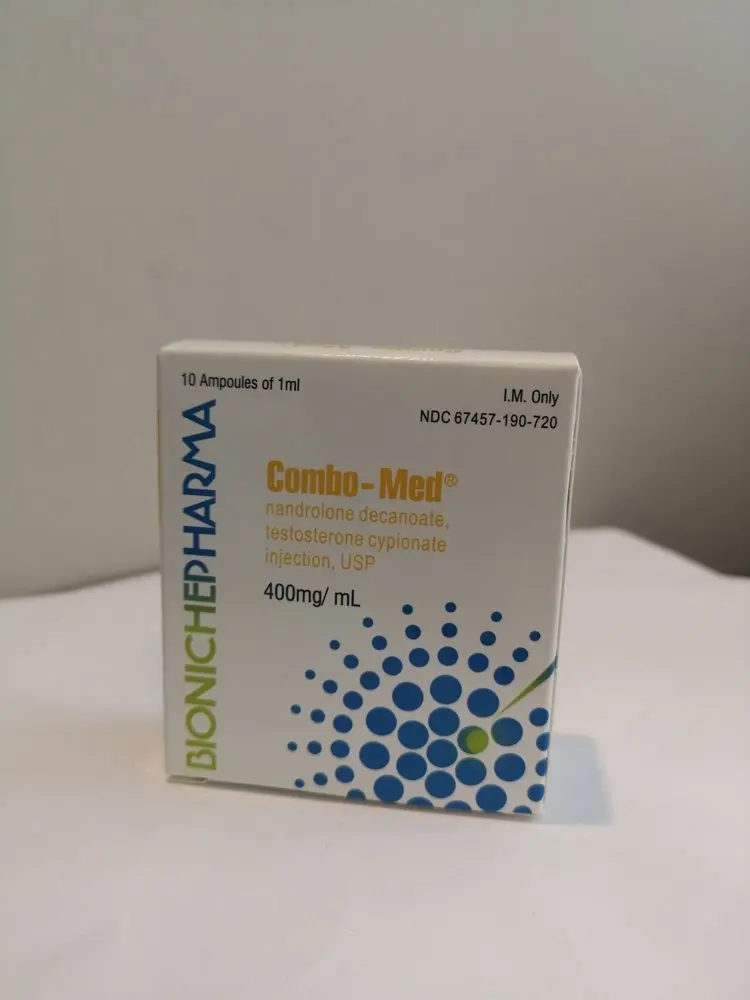 10 Ampoules of 1ml
I.M. Only
NDC 67457-190-720
BIONICHEPHARMA
Combo-Med®
nandrolone decanoate,
testosterone cypionate
injection, USP
400mg/ mL